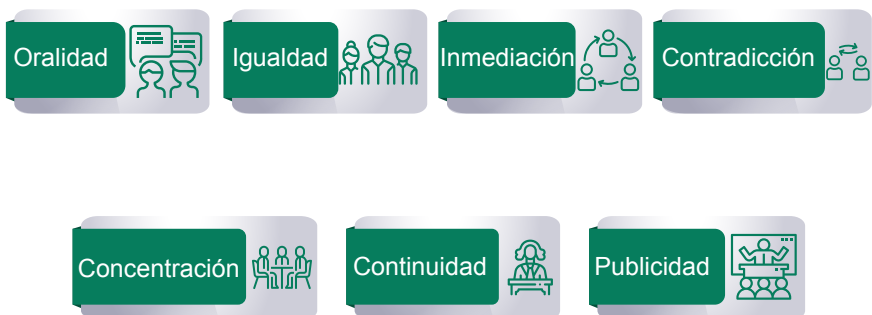 Oralidad
Igualdad
Inmediación
Contradicción
Concentración
Continuidad
Publicidad